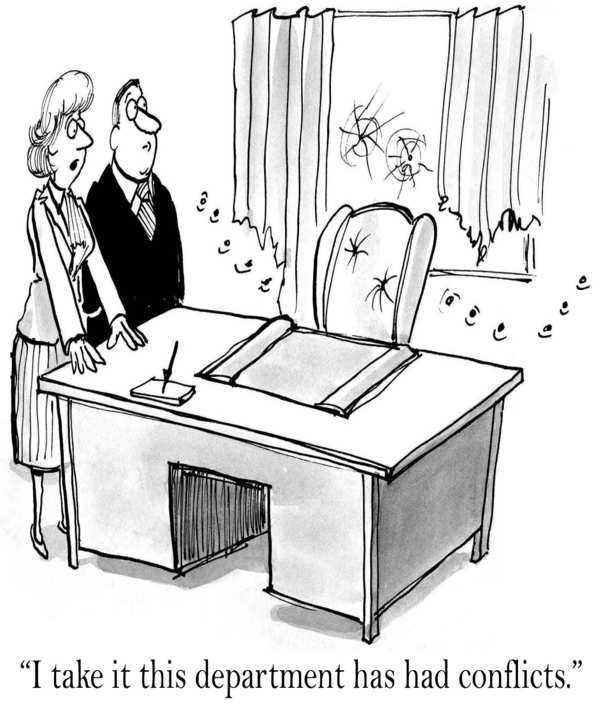 “I take it this department has had conflicts.”